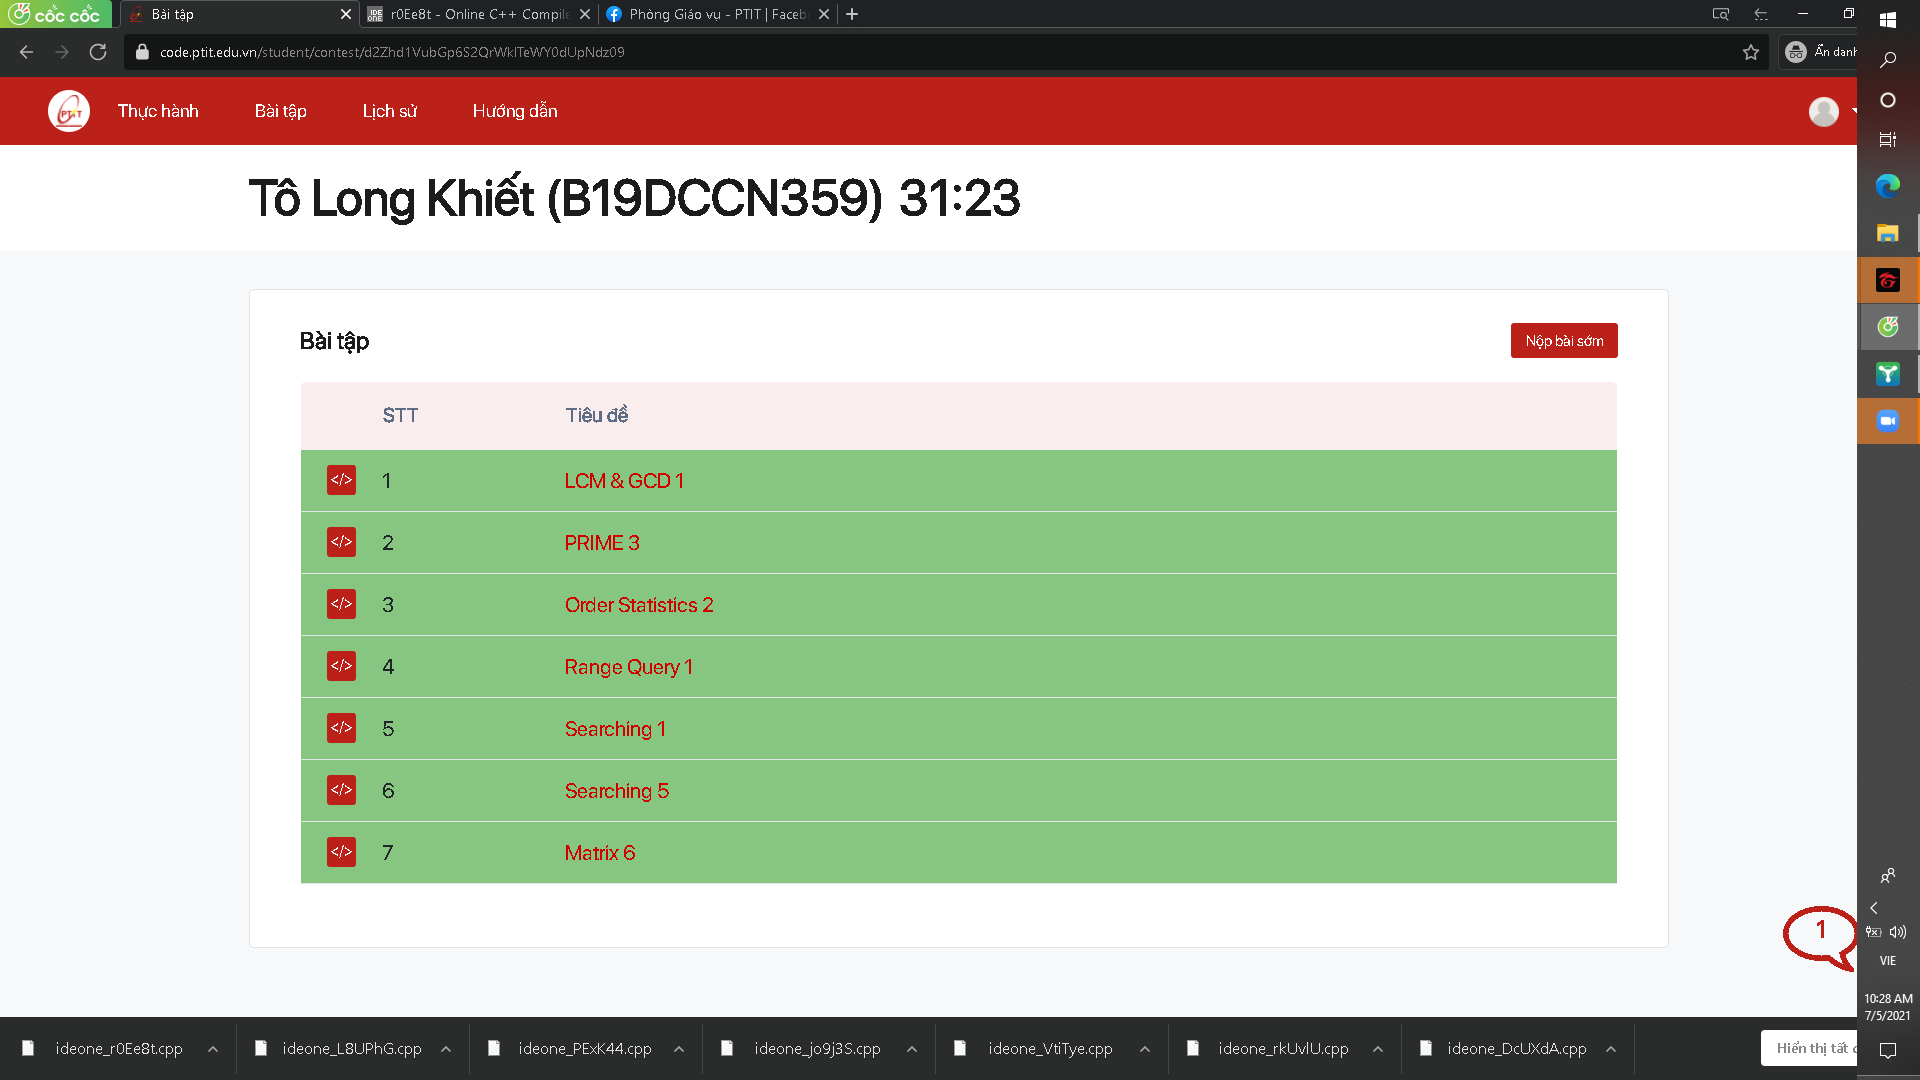 cốc cốc
Bài tập
r0Ee8t - Online C++ Compile
Phòng Giáo vụ - PTIT | Faceb
code.ptit.edu.vn/student/contest/d2Zhd1VubGp6S2QrWklTeWY0dUpNdz09
Ẩn danh
PTIT
Thực hành
Bài tập
Lịch sử
Hướng dẫn
Tô Long Khiết (B19DCCN359) 31:23
Bài tập
Nộp bài sớm
STT
Tiêu đề
</> 1 LCM & GCD 1
</> 2 PRIME 3
</> 3 Order Statistics 2
</> 4 Range Query 1
</> 5 Searching 1
</> 6 Searching 5
</> 7 Matrix 6
1
VIE
10:28 AM
7/5/2021
ideone_r0Ee8t.cpp
ideone_L8UPhG.cpp
ideone_PExK44.cpp
ideone_jo9j3S.cpp
ideone_VtiTye.cpp
ideone_rkUvlU.cpp
ideone_DcUXdA.cpp
Hiển thị tất c